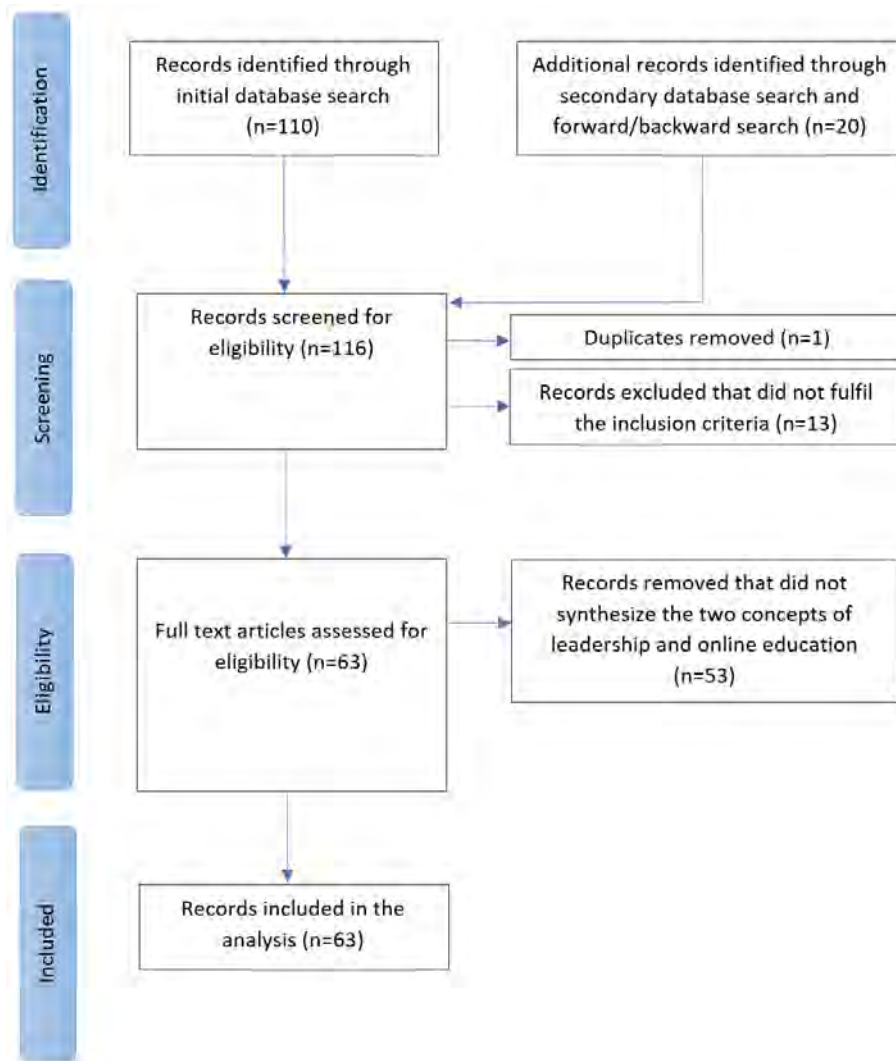 Identification
Records identified through
initial database search
(n=110)
Additional records identified through
secondary database search and
forward/backward search (n=20)
Screening
Records screened for
eligibility (n=116)
Duplicates removed (n=1)
Records excluded that did not fulfil
the inclusion criteria (n=13)
Eligibility
Full text articles assessed for
eligibility (n=63)
Records removed that did not
synthesize the two concepts of
leadership and online education
(n=53)
Included
Records included in the
analysis (n=63)